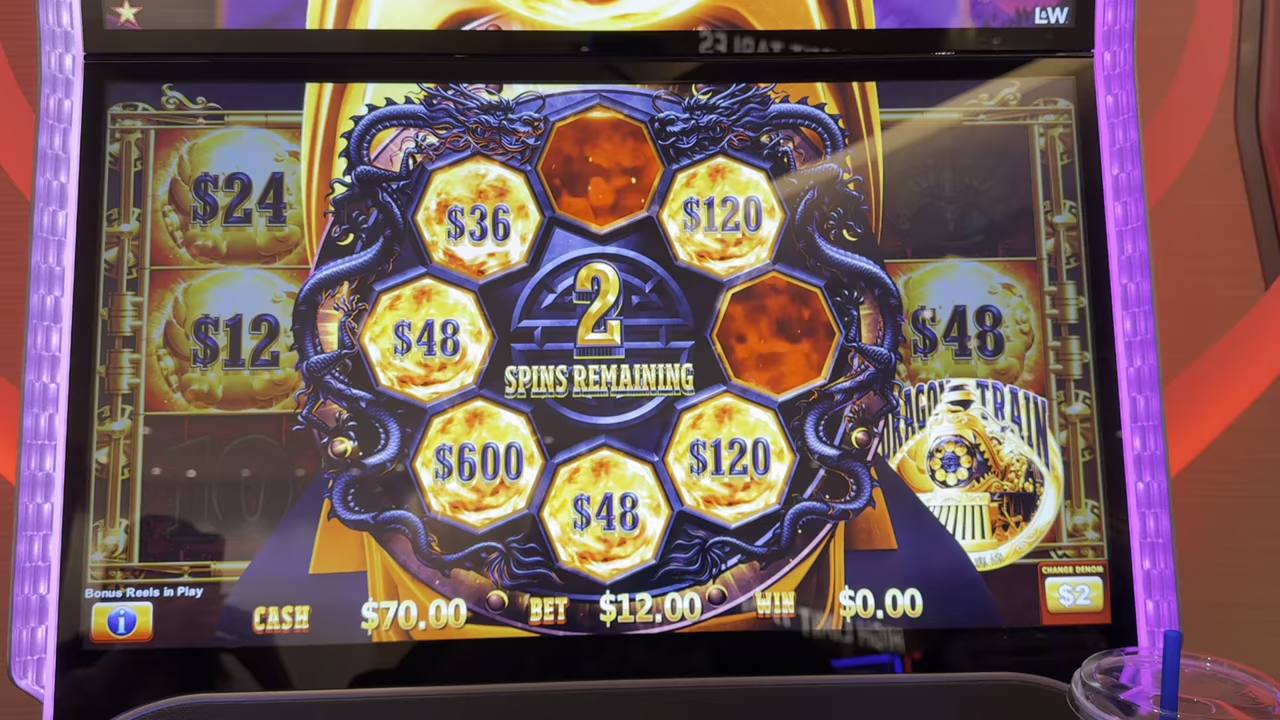 L&W
$24
$36
$120
$12
$48
2
SPINS REMAINING
$48
DRAGON TRAIN
10
$600
$120
$48
Bonus Reels in Play
i
CASH $70.00 BET $12.00 WIN $0.00
CHANGE DENOM
$2